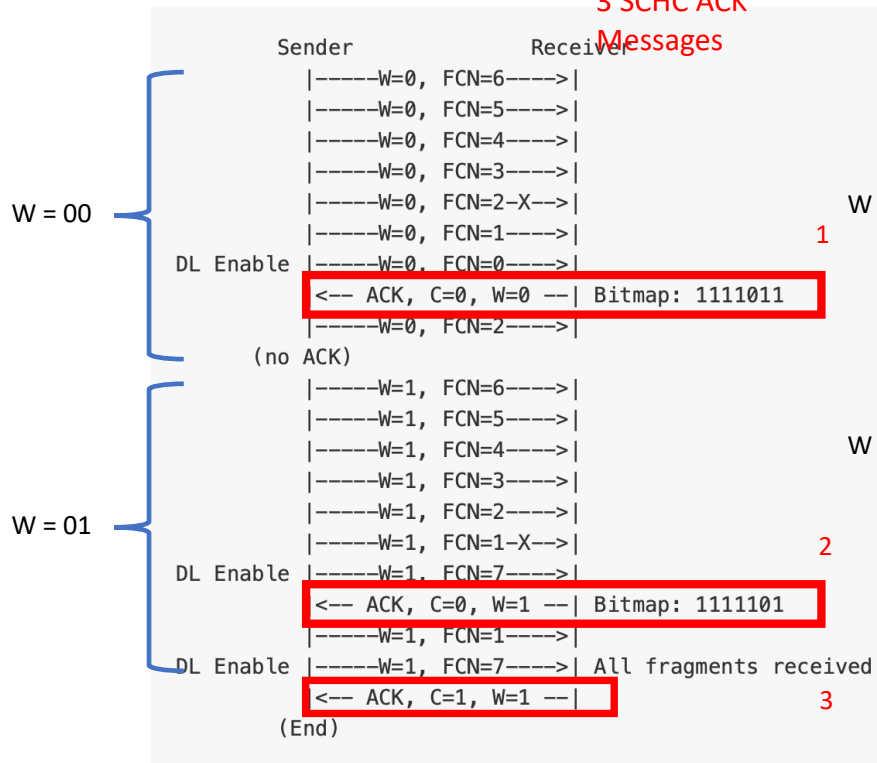 3 SCHC ACK
Messages
Sender Receiver
|-----W=0, FCN=6---->|
|-----W=0, FCN=5---->|
|-----W=0, FCN=4---->|
|-----W=0, FCN=3---->|
W = 00 |-----W=0, FCN=2-X-->| W
|-----W=0, FCN=1---->| 1
DL Enable |-----W=0, FCN=0---->|
|<-- ACK, C=0, W=0 --| Bitmap: 1111011
|-----W=0, FCN=2---->|
(no ACK)
|-----W=1, FCN=6---->|
|-----W=1, FCN=5---->|
|-----W=1, FCN=4---->| W
|-----W=1, FCN=3---->|
W = 01 |-----W=1, FCN=2---->|
|-----W=1, FCN=1-X-->| 2
DL Enable |-----W=1, FCN=7---->|
|<-- ACK, C=0, W=1 --| Bitmap: 1111101
|-----W=1, FCN=1---->|
DL Enable |-----W=1, FCN=7---->| All fragments received
|<-- ACK, C=1, W=1 --| 3
(End)